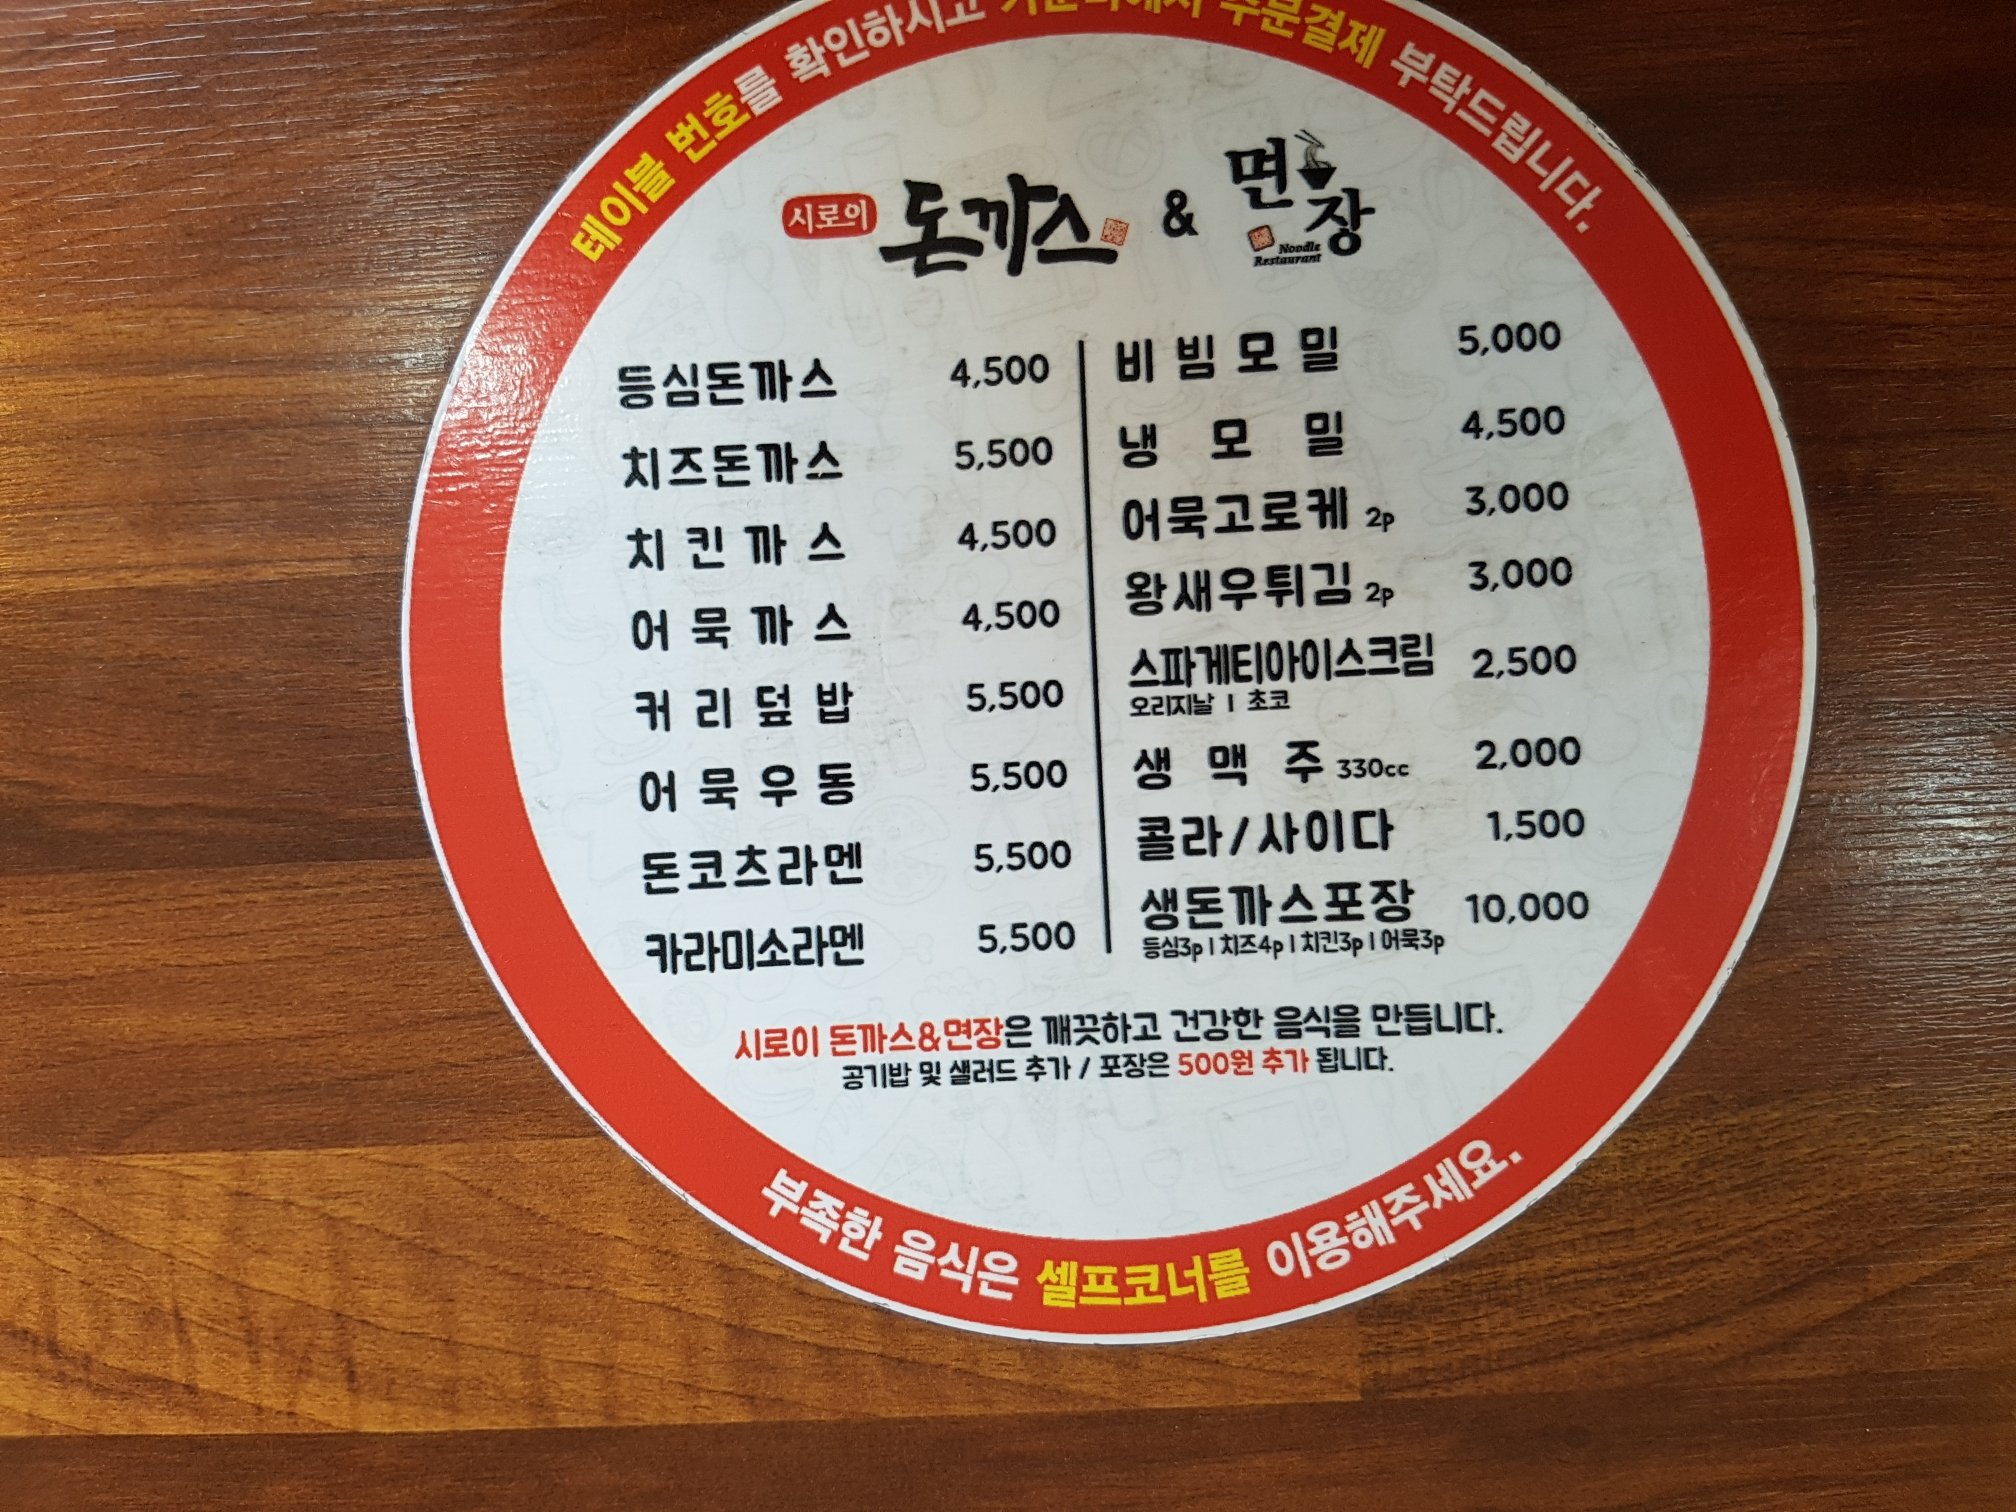 테이블 번호를 확인하시고 주문결제 부탁드립니다.
시로이 돈까스 & 면장
Noodle
Restaurant
등심돈까스 4,500
치즈돈까스 5,500
치킨까스 4,500
어묵까스 4,500
커리덮밥 5,500
어묵우동 5,500
돈코츠라멘 5,500
카라미소라멘 5,500
비빔모밀 5,000
냉모밀 4,500
어묵고로케 2p 3,000
왕새우튀김 2p 3,000
스파게티아이스크림 2,500
오리지날 | 초코
생맥주 330cc 2,000
콜라/사이다 1,500
생돈까스포장 10,000
등심3p | 치즈4p | 치킨3p | 어묵3p
시로이 돈까스&면장은 깨끗하고 건강한 음식을 만듭니다.
공기밥 및 샐러드 추가 / 포장은 500원 추가 됩니다.
부족한 음식은 셀프코너를 이용해주세요.